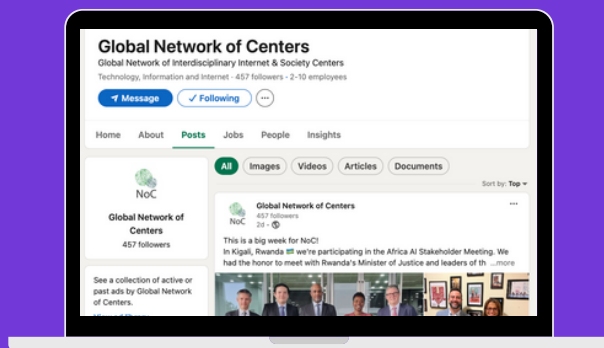 Global Network of Centers
Global Network of Interdisciplinary Internet & Society Centers
Technology, Information and Internet · 457 followers · 2-10 employees
Message
Following
Home About Posts Jobs People Insights
All Images Videos Articles Documents
Sort by: Top
NoC
Global Network of
Centers
457 followers
See a collection of active or
past ads by Global Network
of Centers.
NoC
Global Network of Centers
457 followers
2d
This is a big week for NoC!
In Kigali, Rwanda 🇷🇼 we're participating in the Africa AI Stakeholder Meeting. We
had the honor to meet with Rwanda's Minister of Justice and leaders of th ...more